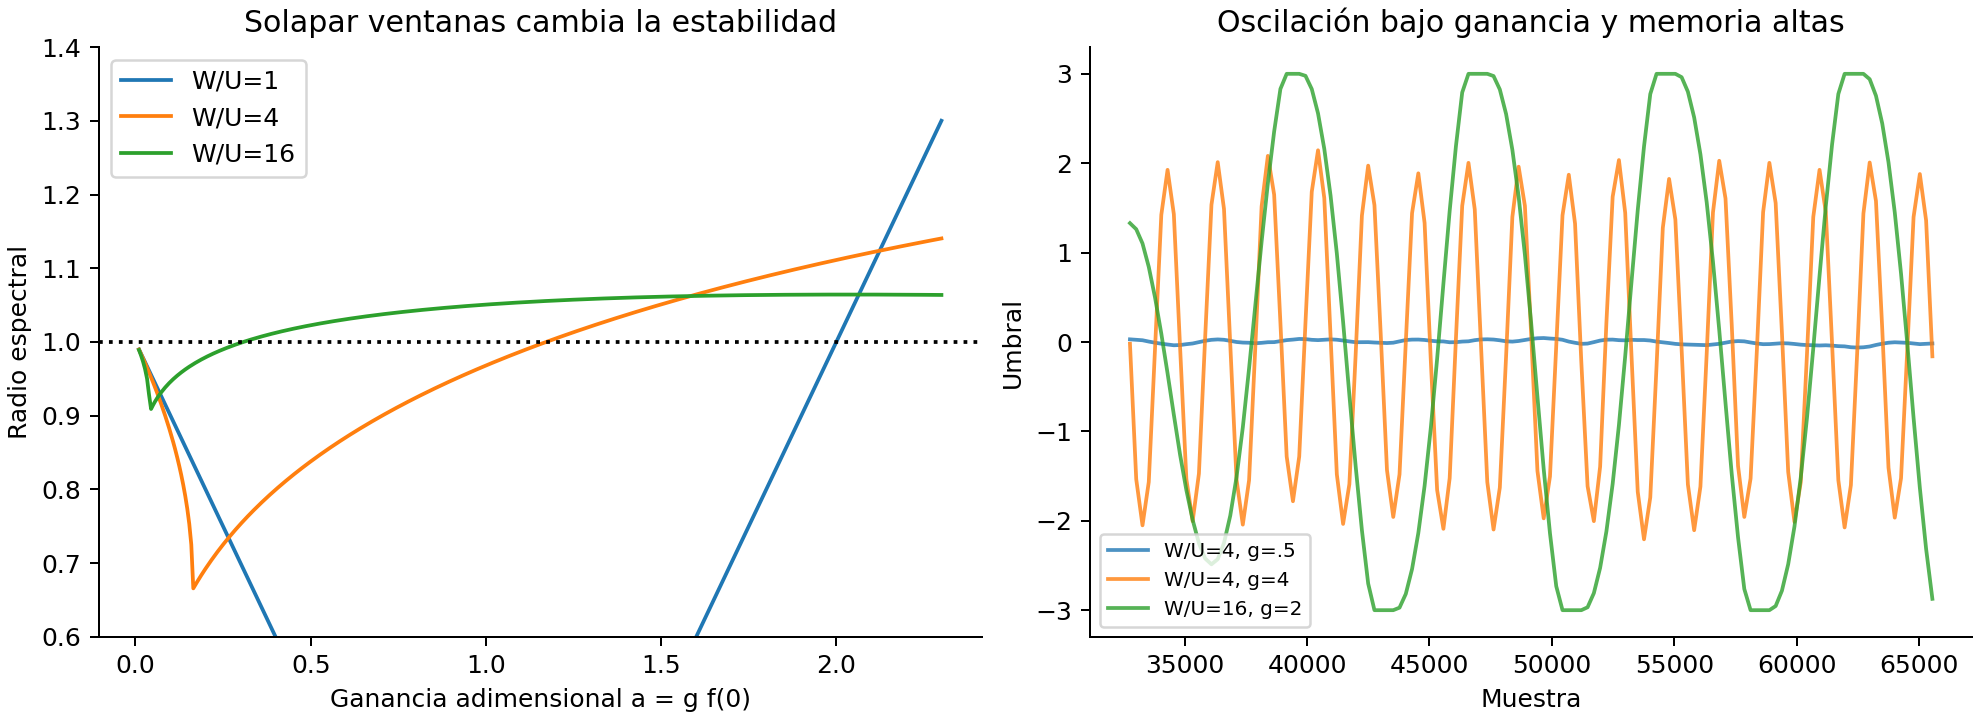 Solapar ventanas cambia la estabilidad
W/U=1
W/U=4
W/U=16
Radio espectral
1.4
1.3
1.2
1.1
1.0
0.9
0.8
0.7
0.6
0.0 0.5 1.0 1.5 2.0
Ganancia adimensional a = g f(0)
Oscilación bajo ganancia y memoria altas
Umbral
3
2
1
0
−1
−2
−3
W/U=4, g=.5
W/U=4, g=4
W/U=16, g=2
35000 40000 45000 50000 55000 60000 65000
Muestra